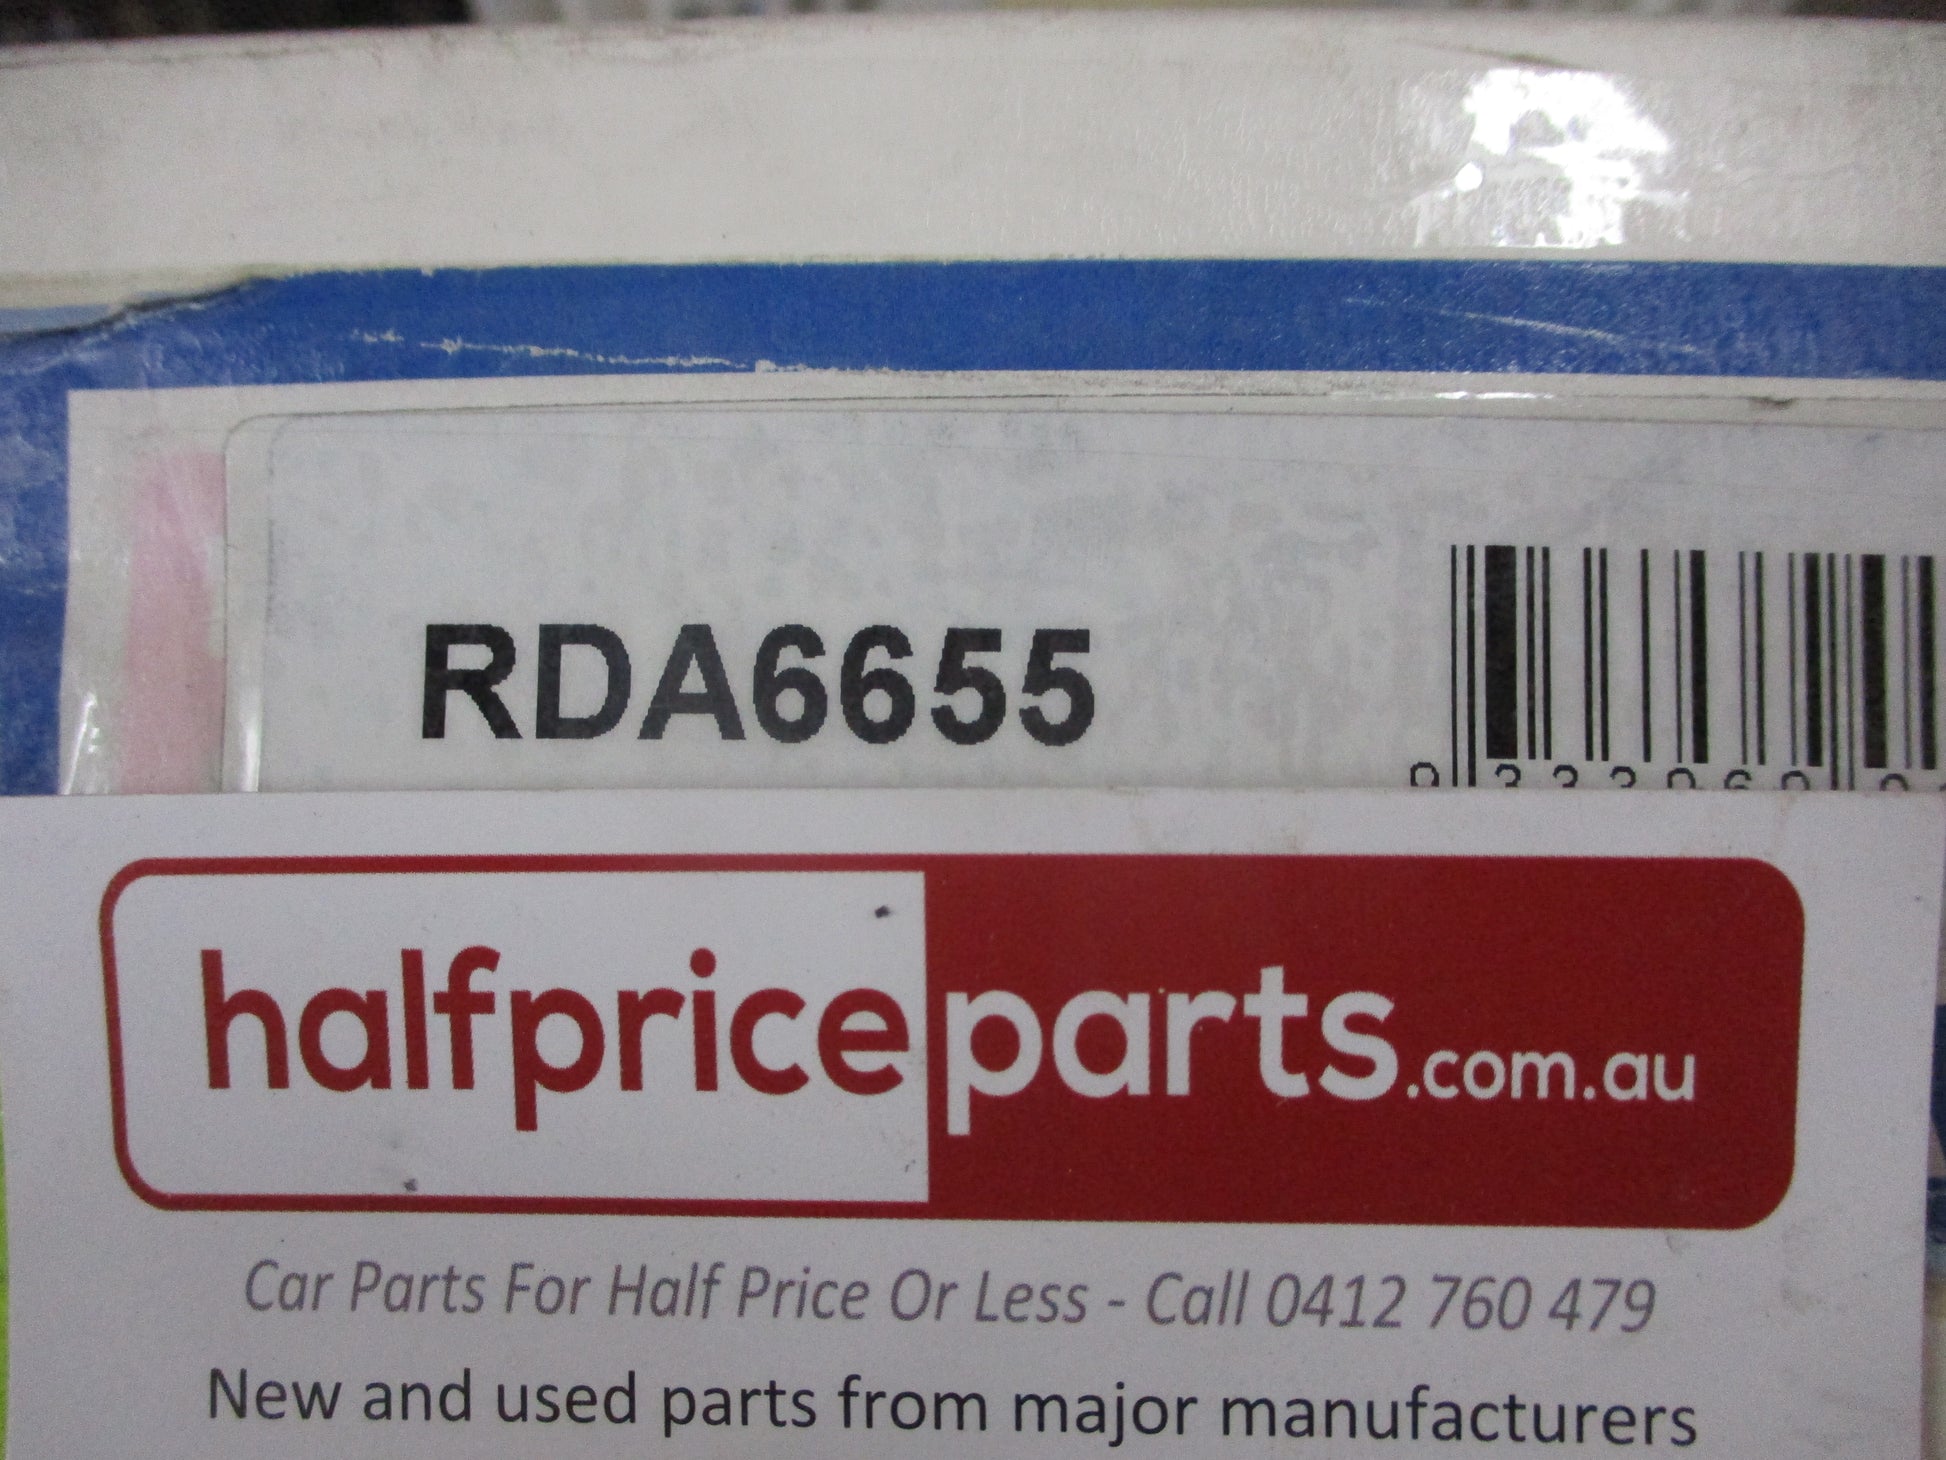 RDA6655
halfpriceparts.com.au
Car Parts For Half Price Or Less - Call 0412 760 479
New and used parts from major manufacturers